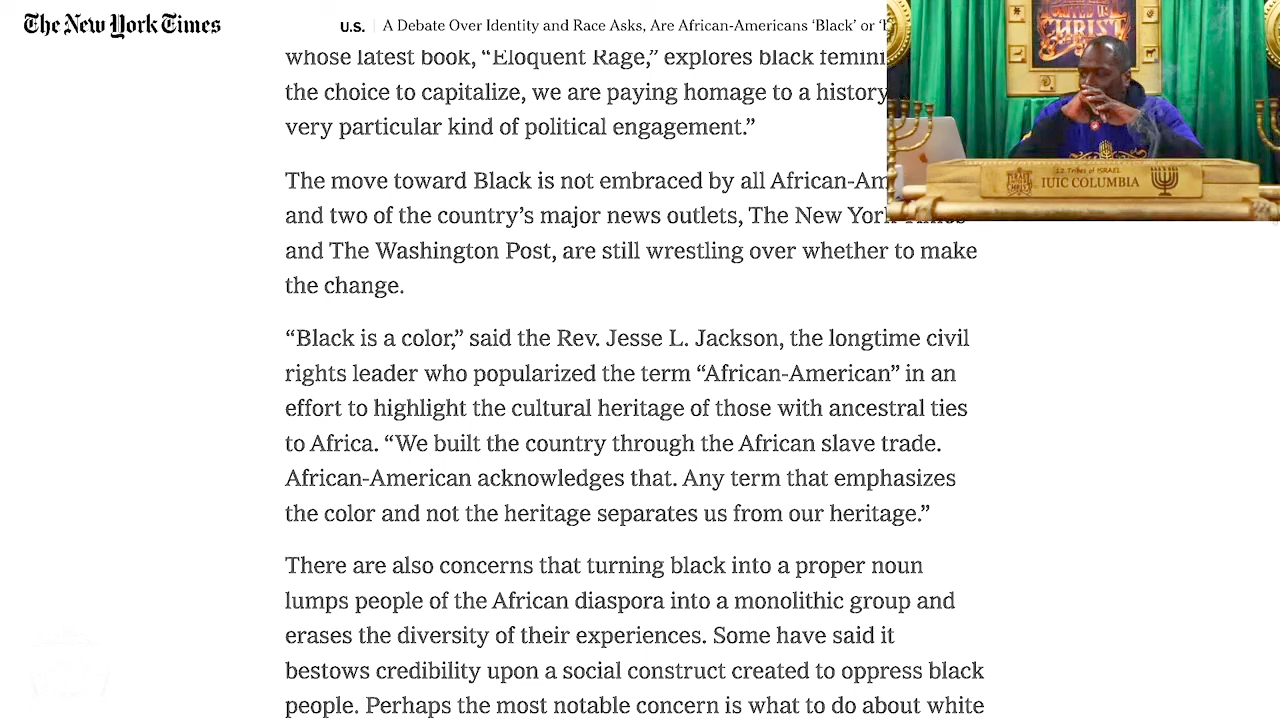 The New York Times
U.S. A Debate Over Identity and Race Asks, Are African-Americans ‘Black’ or
whose latest book, “Eloquent Rage,” explores black
the choice to capitalize, we are paying homage to a history
very particular kind of political engagement.”
The move toward Black is not embraced by all
and two of the country’s major news outlets, The New York Times
and The Washington Post, are still wrestling over whether to make
the change.
“Black is a color,” said the Rev. Jesse L. Jackson, the longtime civil
rights leader who popularized the term “African-American” in an
effort to highlight the cultural heritage of those with ancestral ties
to Africa. “We built the country through the African slave trade.
African-American acknowledges that. Any term that emphasizes
the color and not the heritage separates us from our heritage.”
There are also concerns that turning black into a proper noun
lumps people of the African diaspora into a monolithic group and
erases the diversity of their experiences. Some have said it
bestows credibility upon a social construct created to oppress black
people. Perhaps the most notable concern is what to do about white
UNITED IN
CHRIST
12 Tribes of ISRAEL
IUIC COLUMBIA